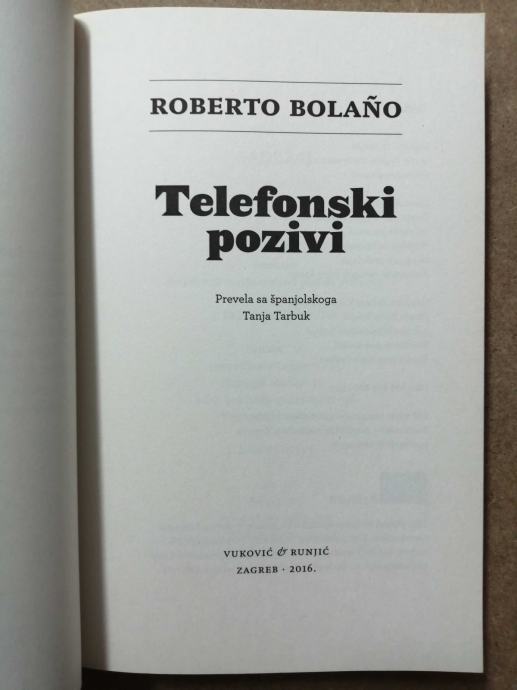 ROBERTO BOLAÑO
Telefonski
pozivi
Prevela sa španjolskoga
Tanja Tarbuk
VUKOVIĆ & RUNJIĆ
ZAGREB · 2016.